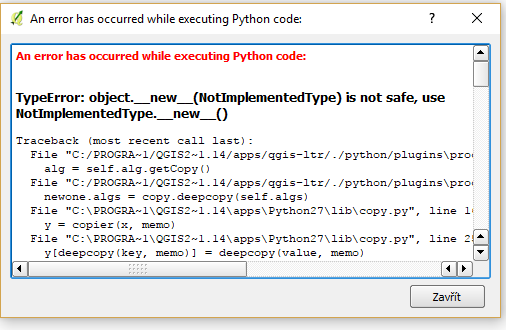 An error has occurred while executing Python code:
?
An error has occurred while executing Python code:
TypeError: object.__new__(NotImplementedType) is not safe, use
NotImplementedType.__new__()
Traceback (most recent call last):
File "C:/PROGRA~1/QGIS2~1.14/apps/qgis-ltr/./python/plugins\proc
alg = self.alg.getCopy()
File "C:/PROGRA~1/QGIS2~1.14/apps/qgis-ltr/./python/plugins\proc
newone.algs = copy.deepcopy(self.algs)
File "C:\PROGRA~1\QGIS2~1.14\apps\Python27\lib\copy.py", line 1
y = copier(x, memo)
File "C:\PROGRA~1\QGIS2~1.14\apps\Python27\lib\copy.py", line 25
y[deepcopy(key, memo)] = deepcopy(value, memo)
Zavřít